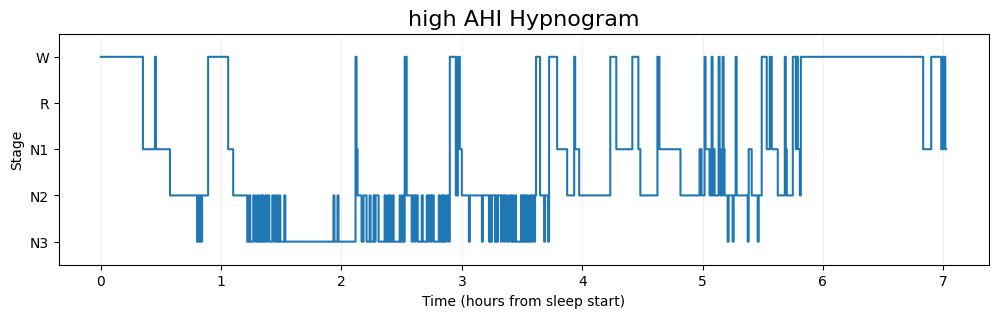 high AHI Hypnogram
Stage
W
R
N1
N2
N3
0 1 2 3 4 5 6 7
Time (hours from sleep start)